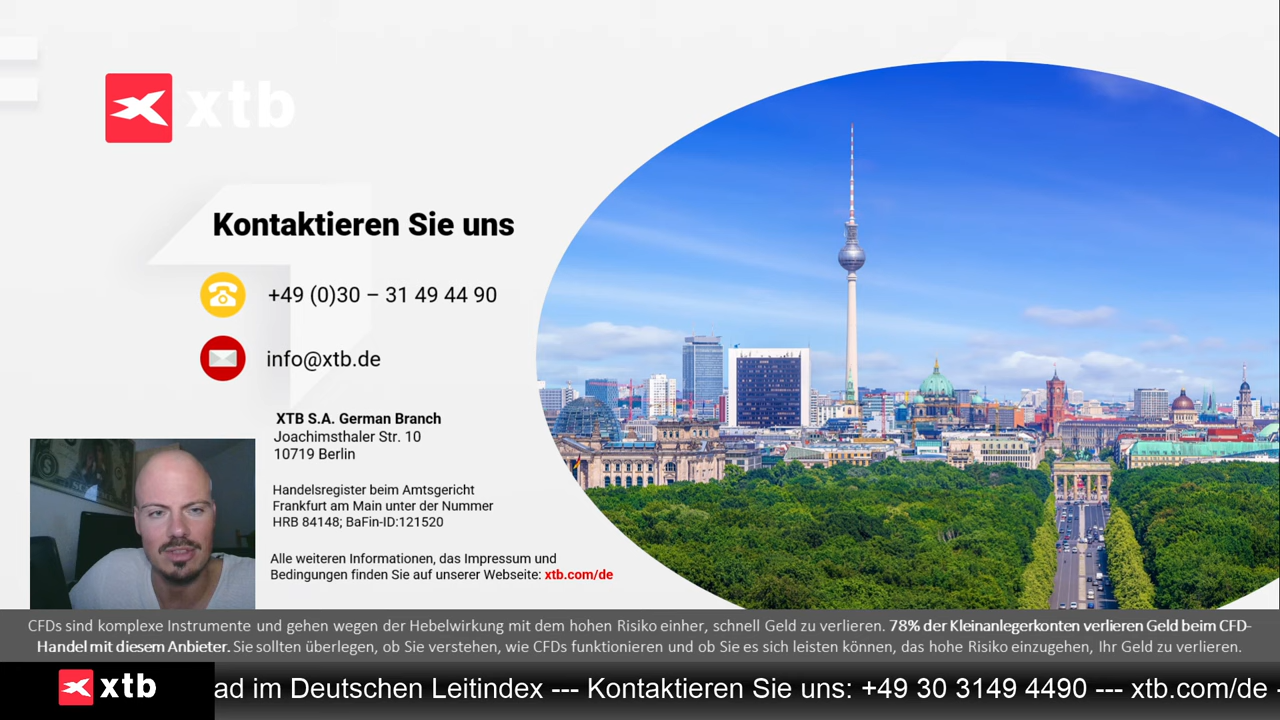 xtb
Kontaktieren Sie uns
+49 (0)30 – 31 49 44 90
info@xtb.de
XTB S.A. German Branch
Joachimsthaler Str. 10
10719 Berlin
Handelsregister beim Amtsgericht
Frankfurt am Main unter der Nummer
HRB 84148; BaFin-ID:121520
Alle weiteren Informationen, das Impressum und
Bedingungen finden Sie auf unserer Webseite: xtb.com/de
CFDs sind komplexe Instrumente und gehen wegen der Hebelwirkung mit dem hohen Risiko einher, schnell Geld zu verlieren. 78% der Kleinanlegerkonten verlieren Geld beim CFD-
Handel mit diesem Anbieter. Sie sollten überlegen, ob Sie verstehen, wie CFDs funktionieren und ob Sie es sich leisten können, das hohe Risiko einzugehen, Ihr Geld zu verlieren.
xtb ad im Deutschen Leitindex --- Kontaktieren Sie uns: +49 30 3149 4490 --- xtb.com/de -